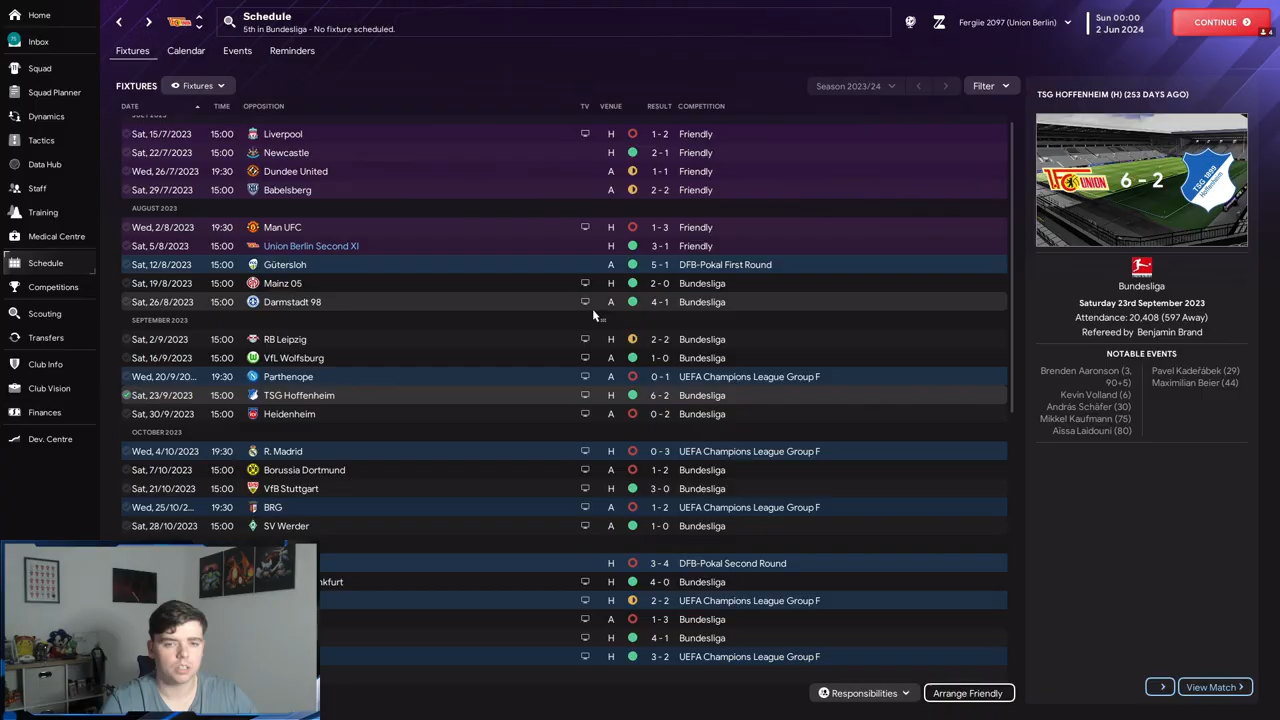 Home
Inbox
Squad
Squad Planner
Dynamics
Tactics
Data Hub
Staff
Training
Medical Centre
Schedule
Competitions
Scouting
Transfers
Club Info
Club Vision
Finances
Dev. Centre
Schedule
5th in Bundesliga - No fixture scheduled.
Fergiie 2097 (Union Berlin)
Sun 00:00
2 Jun 2024
CONTINUE
4
Fixtures Calendar Events Reminders
FIXTURES Fixtures Season 2023/24 Filter
DATE TIME OPPOSITION TV VENUE RESULT COMPETITION
Sat, 15/7/2023 15:00 Liverpool H 1 - 2 Friendly
Sat, 22/7/2023 15:00 Newcastle H 2 - 1 Friendly
Wed, 26/7/2023 19:30 Dundee United A 1 - 1 Friendly
Sat, 29/7/2023 15:00 Babelsberg A 2 - 2 Friendly
AUGUST 2023
Wed, 2/8/2023 19:30 Man UFC H 1 - 3 Friendly
Sat, 5/8/2023 15:00 Union Berlin Second XI H 3 - 1 Friendly
Sat, 12/8/2023 15:00 Gütersloh A 5 - 1 DFB-Pokal First Round
Sat, 19/8/2023 15:00 Mainz 05 H 2 - 0 Bundesliga
Sat, 26/8/2023 15:00 Darmstadt 98 A 4 - 1 Bundesliga
SEPTEMBER 2023
Sat, 2/9/2023 15:00 RB Leipzig H 2 - 2 Bundesliga
Sat, 16/9/2023 15:00 VfL Wolfsburg A 1 - 0 Bundesliga
Wed, 20/9/20... 19:30 Parthenope A 0 - 1 UEFA Champions League Group F
Sat, 23/9/2023 15:00 TSG Hoffenheim H 6 - 2 Bundesliga
Sat, 30/9/2023 15:00 Heidenheim A 0 - 2 Bundesliga
OCTOBER 2023
Wed, 4/10/2023 19:30 R. Madrid H 0 - 3 UEFA Champions League Group F
Sat, 7/10/2023 15:00 Borussia Dortmund A 1 - 2 Bundesliga
Sat, 21/10/2023 15:00 VfB Stuttgart H 3 - 0 Bundesliga
Wed, 25/10/2... 19:30 BRG A 1 - 2 UEFA Champions League Group F
Sat, 28/10/2023 15:00 SV Werder A 1 - 0 Bundesliga
H 3 - 4 DFB-Pokal Second Round
nkfurt H 4 - 0 Bundesliga
H 2 - 2 UEFA Champions League Group F
A 1 - 3 Bundesliga
H 4 - 1 Bundesliga
H 3 - 2 UEFA Champions League Group F
Responsibilities Arrange Friendly
TSG HOFFENHEIM (H) (253 DAYS AGO)
6 - 2
Bundesliga
Saturday 23rd September 2023
Attendance: 20,408 (597 Away)
Refereed by Benjamin Brand
NOTABLE EVENTS
Brenden Aaronson (3, 90+5)
Kevin Volland (6)
András Schäfer (30)
Mikkel Kaufmann (75)
Aïssa Laïdouni (80)
Pavel Kadeřábek (29)
Maximilian Beier (44)
View Match